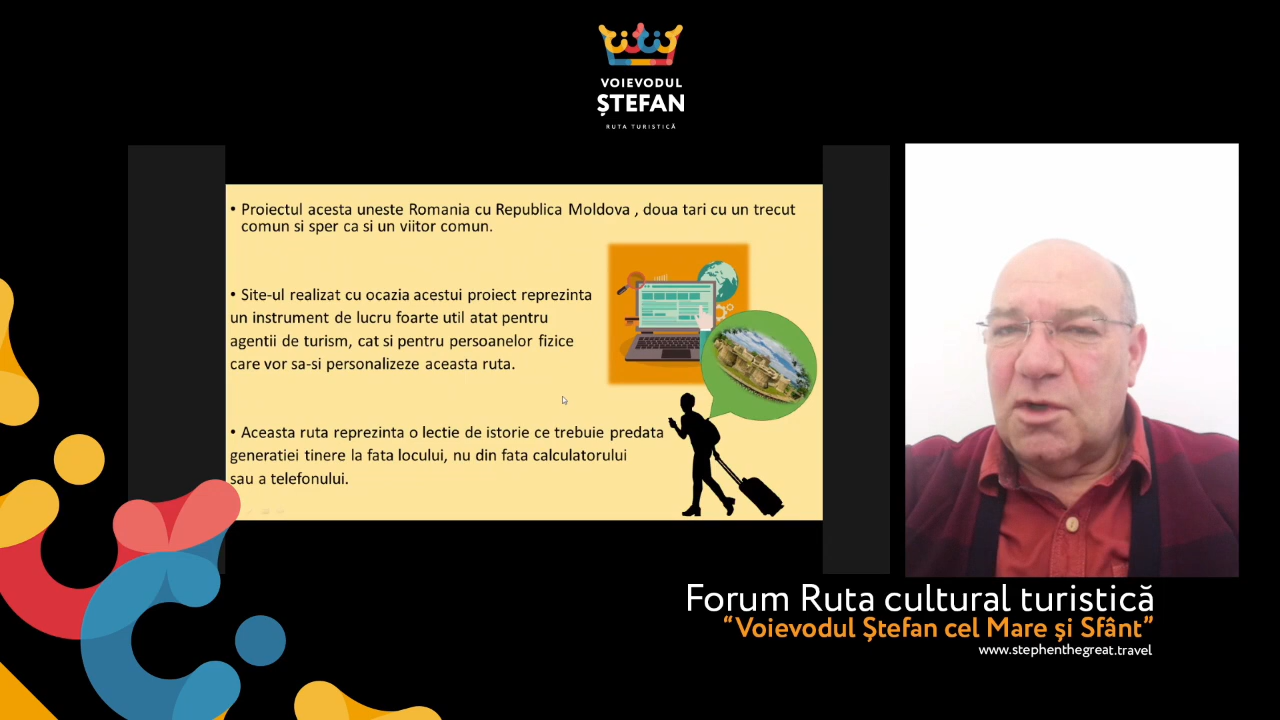 VOIEVODUL
ȘTEFAN
RUTA TURISTICĂ
• Proiectul acesta uneste Romania cu Republica Moldova , doua tari cu un trecut
comun si sper ca si un viitor comun.
• Site-ul realizat cu ocazia acestui proiect reprezinta
un instrument de lucru foarte util atat pentru
agentii de turism, cat si pentru persoanelor fizice
care vor sa-si personalizeze aceasta ruta.
• Aceasta ruta reprezinta o lectie de istorie ce trebuie predata
generatiei tinere la fata locului, nu din fata calculatorului
sau a telefonului.
Forum Ruta cultural turistică
“Voievodul Ștefan cel Mare și Sfânt”
www.stephenthegreat.travel